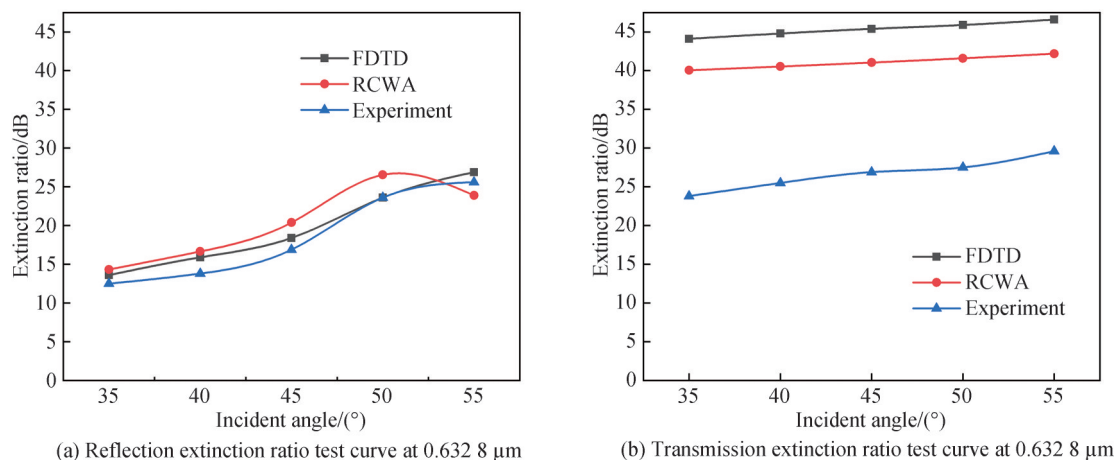 45
40
35
30
25
20
15
10
5
0
Extinction ratio/dB
FDTD
RCWA
Experiment
35 40 45 50 55
Incident angle/(°)
(a) Reflection extinction ratio test curve at 0.632 8 μm
45
40
35
30
25
20
15
10
5
0
Extinction ratio/dB
FDTD
RCWA
Experiment
35 40 45 50 55
Incident angle/(°)
(b) Transmission extinction ratio test curve at 0.632 8 μm